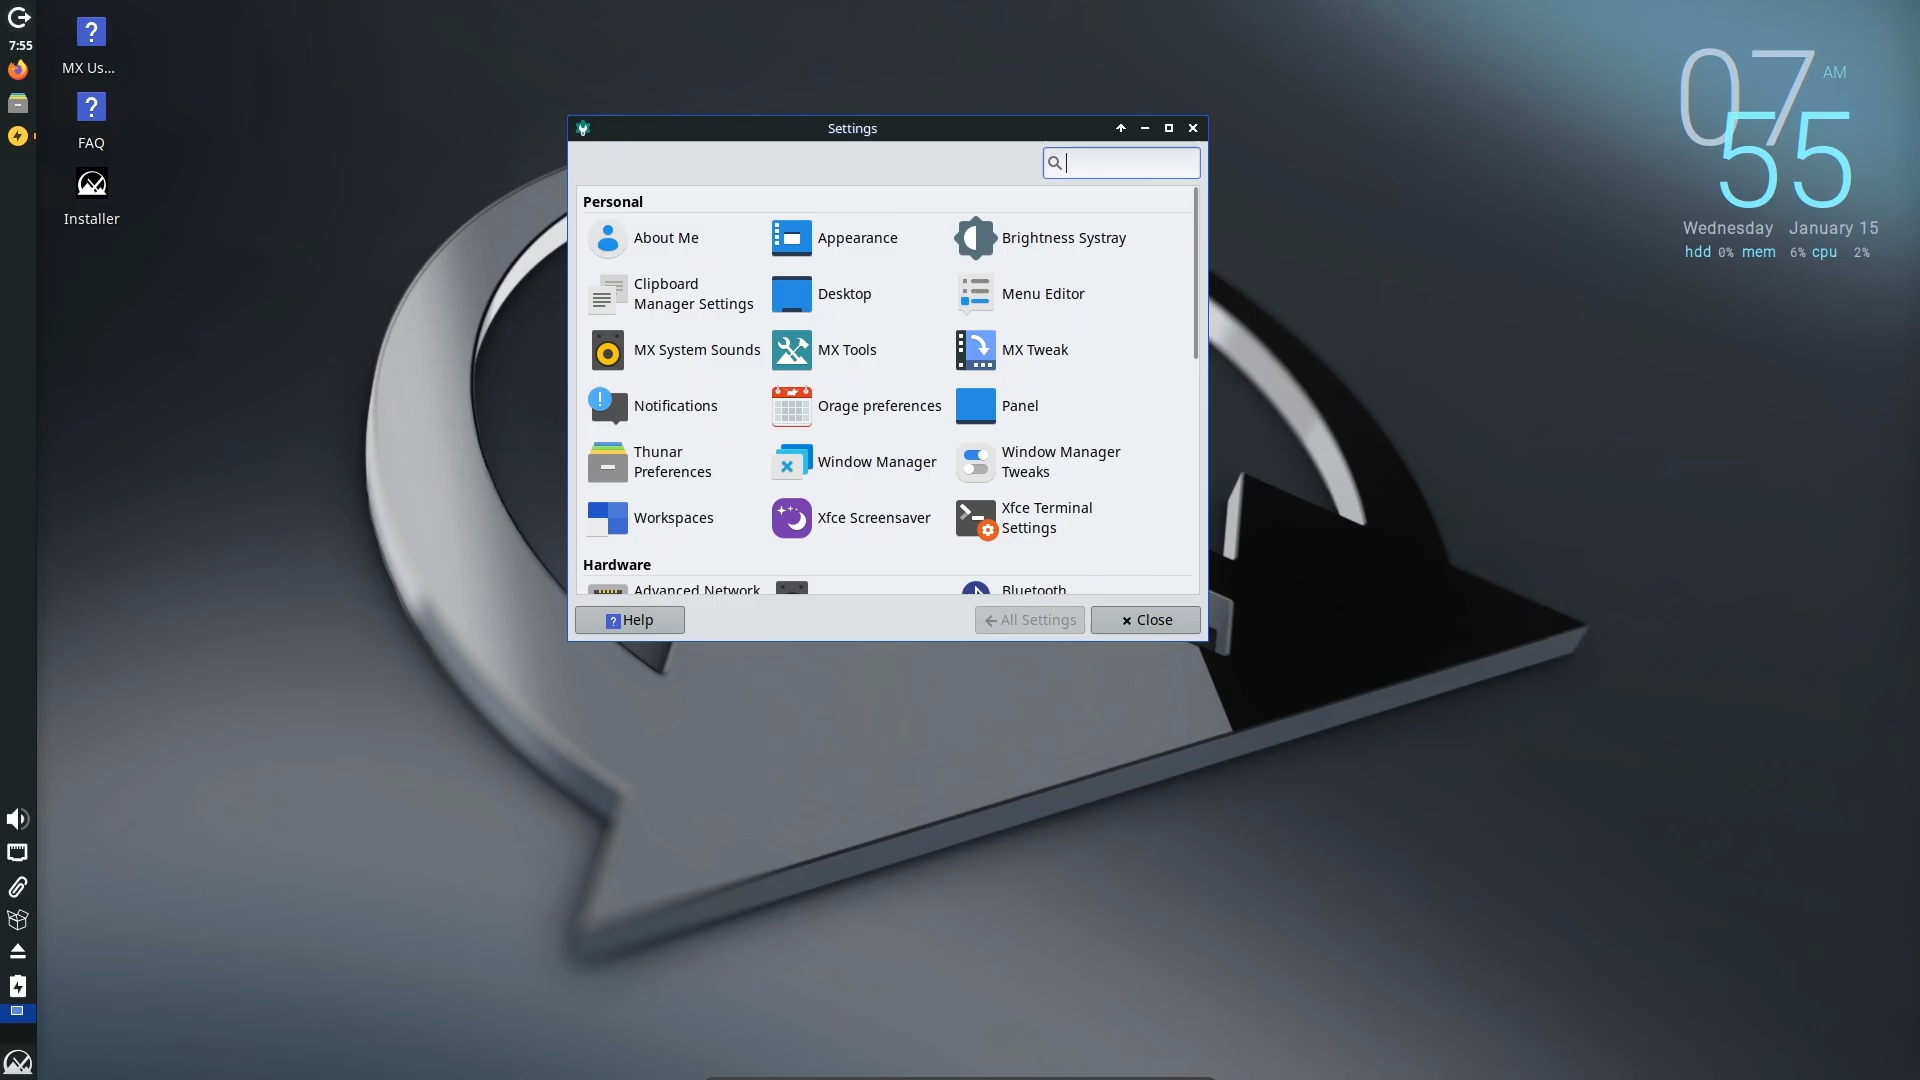 7:55
MX Us...
FAQ
Installer
Settings
Personal
About Me
Appearance
Brightness Systray
Clipboard
Manager Settings
Desktop
Menu Editor
MX System Sounds
MX Tools
MX Tweak
Notifications
Orage preferences
Panel
Thunar
Preferences
Window Manager
Window Manager
Tweaks
Workspaces
Xfce Screensaver
Xfce Terminal
Settings
Hardware
Advanced Network
Bluetooth
Help
All Settings
Close
07 AM
55
Wednesday January 15
hdd 0% mem 6% cpu 2%